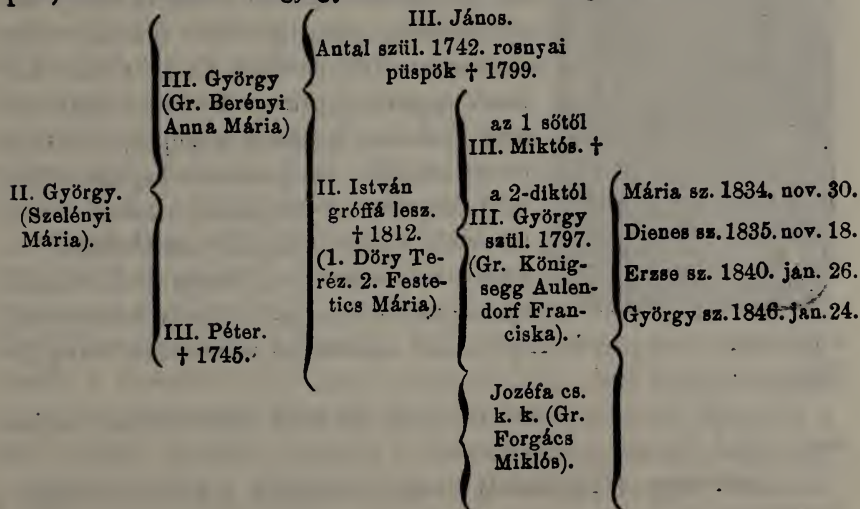 II. György.
(Szelényi
Mária).
III. György
(Gr. Berényi
Anna Mária)
III. Péter.
† 1745.
III. János.
Antal szül. 1742. rosnyai
püspök † 1799.
II. István
gróffá lesz.
† 1812.
(1. Döry Te-
réz. 2. Feste-
tics Mária).
az 1 sőtől
III. Miktós. †
a 2-diktól
III. György
szül. 1797.
(Gr. König-
segg Aulen-
dorf Fran-
ciska).
Jozéfa cs.
k. k. (Gr.
Forgács
Miklós).
Mária sz. 1834. nov. 30.
Dienes sz. 1835. nov. 18.
Erzse sz. 1840. jan. 26.
György sz. 1846. jan. 24.